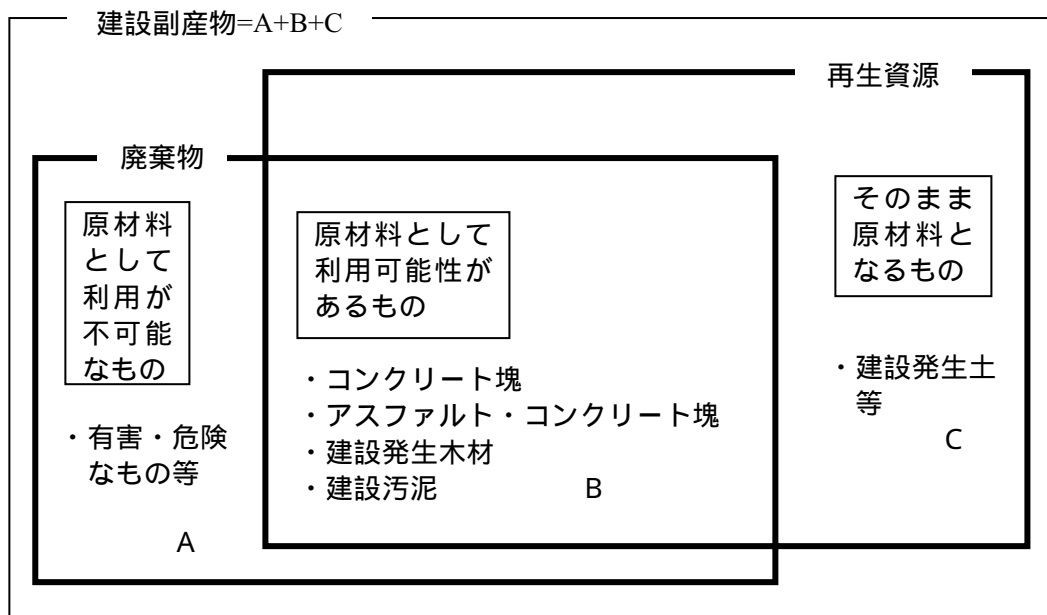 建設副産物=A+B+C
再生資源
廃棄物
原材料
として
利用が
不可能
なもの
・有害・危険
なもの等
A
原材料として
利用可能性が
あるもの
・コンクリート塊
・アスファルト・コンクリート塊
・建設発生木材
・建設汚泥
B
そのまま
原材料と
なるもの
・建設発生土
等
C